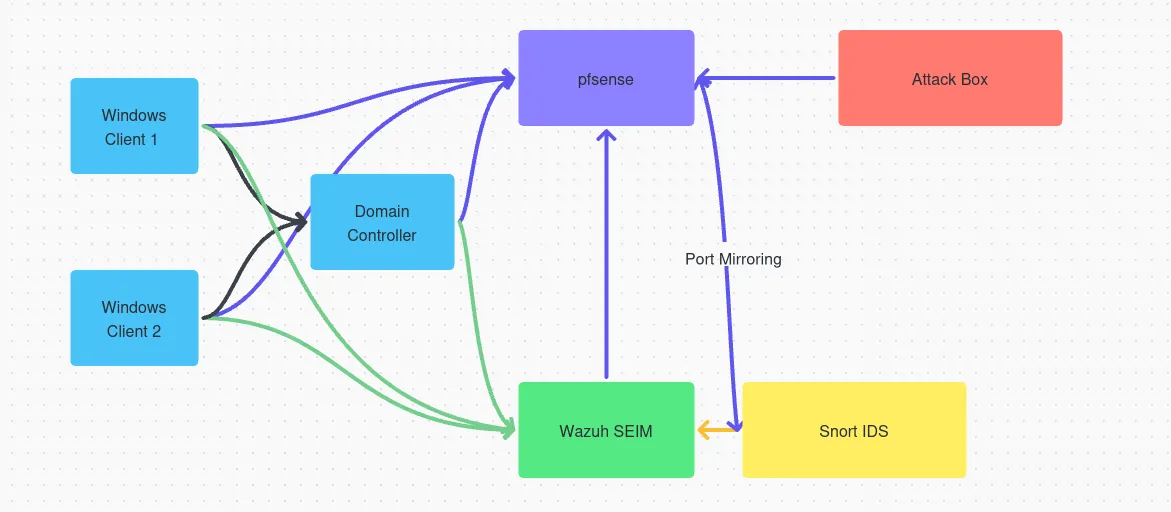 pfsense
Attack Box
Windows
Client 1
Domain
Controller
Port Mirroring
Windows
Client 2
Wazuh SEIM
Snort IDS